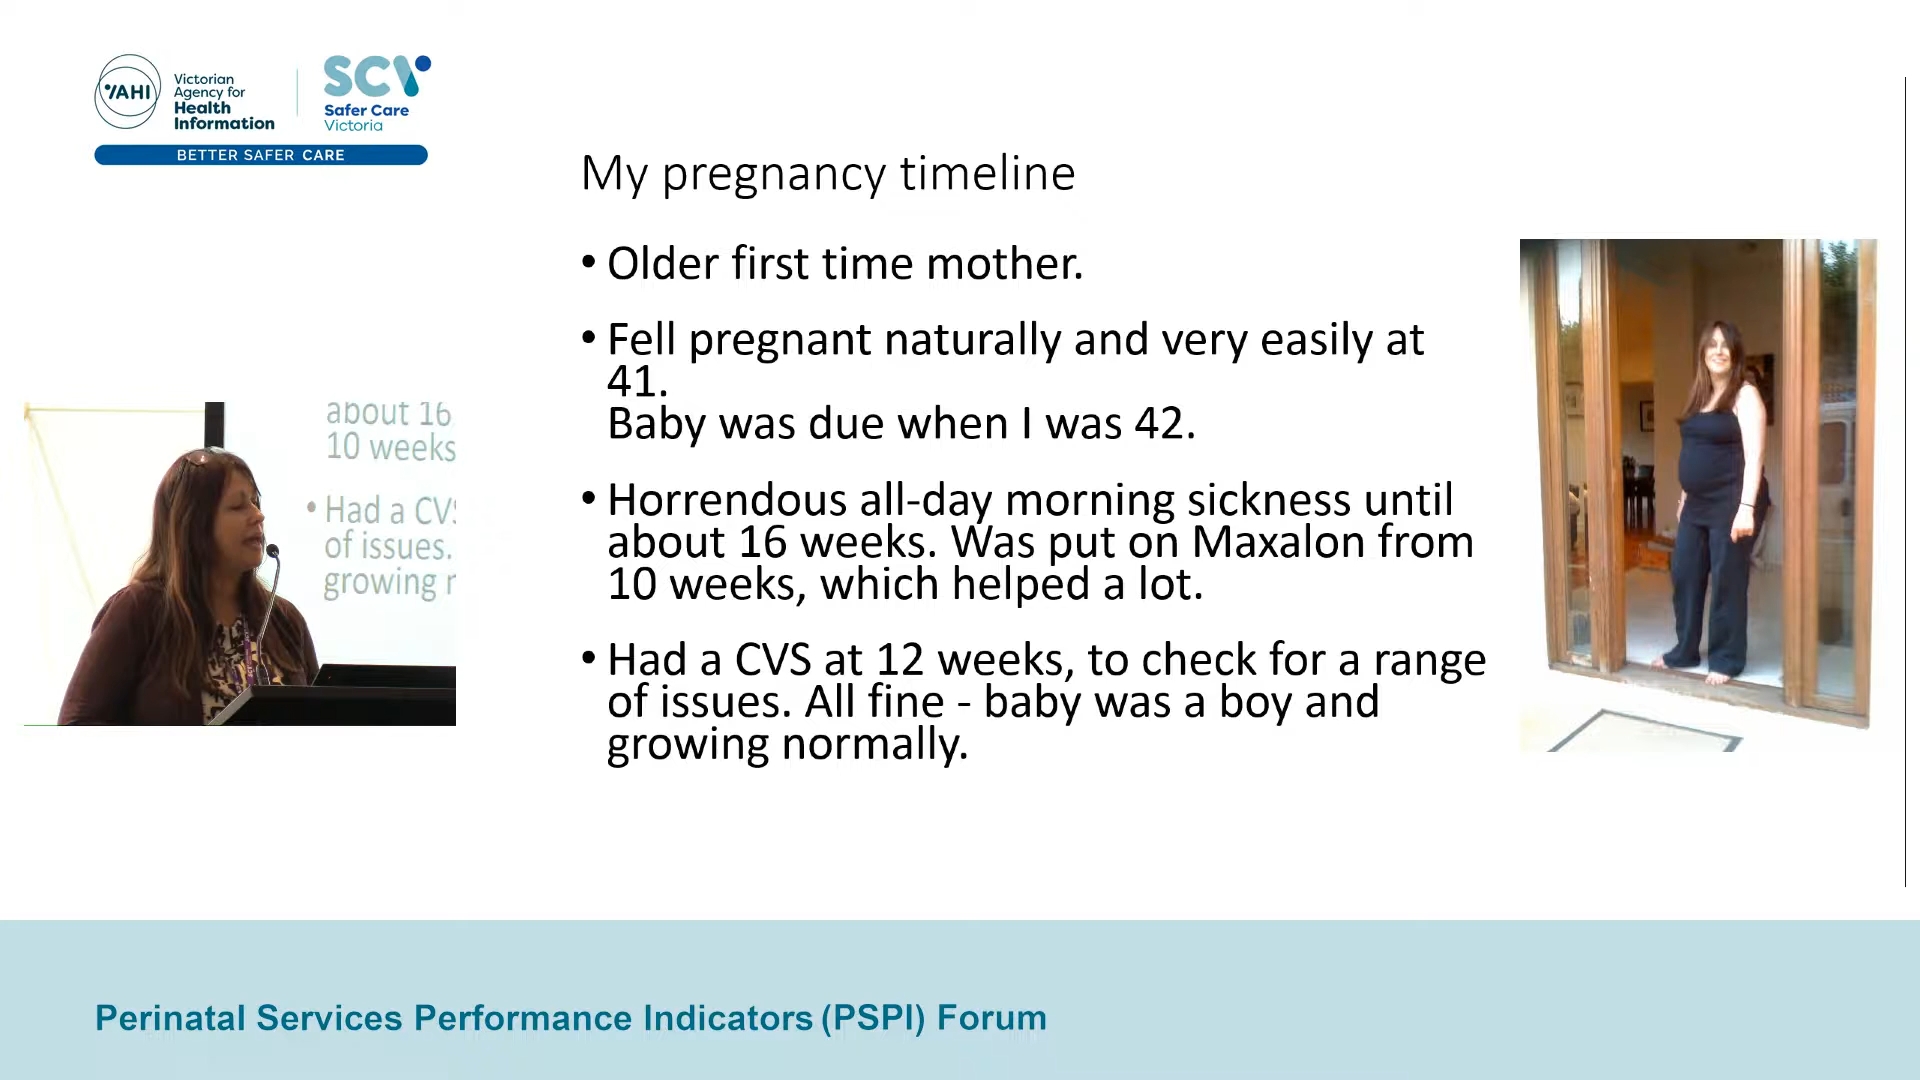 VAHI
Victorian
Agency for
Health
Information
SCV
Safer Care
Victoria
BETTER SAFER CARE
My pregnancy timeline
• Older first time mother.
• Fell pregnant naturally and very easily at
41.
Baby was due when I was 42.
• Horrendous all-day morning sickness until
about 16 weeks. Was put on Maxalon from
10 weeks, which helped a lot.
• Had a CVS at 12 weeks, to check for a range
of issues. All fine - baby was a boy and
growing normally.
about 16
10 weeks
• Had a CVS
of issues.
growing
Perinatal Services Performance Indicators (PSPI) Forum